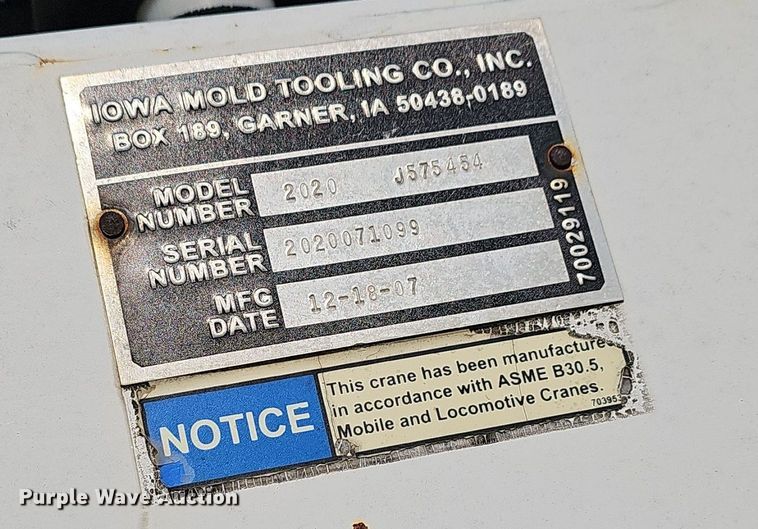 IOWA MOLD TOOLING CO., INC.
BOX 189, GARNER, IA 50438-0189
MODEL NUMBER 2020 J575454
SERIAL NUMBER 2020071099
MFG DATE 12-18-07
70029119
NOTICE
This crane has been manufacture
in accordance with ASME B30.5,
Mobile and Locomotive Cranes.
70395
Purple Wave Auction